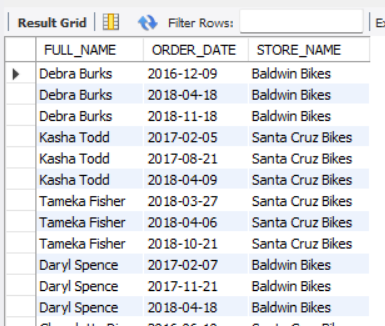 Result Grid Filter Rows:
FULL_NAME ORDER_DATE STORE_NAME
Debra Burks 2016-12-09 Baldwin Bikes
Debra Burks 2018-04-18 Baldwin Bikes
Debra Burks 2018-11-18 Baldwin Bikes
Kasha Todd 2017-02-05 Santa Cruz Bikes
Kasha Todd 2017-08-21 Santa Cruz Bikes
Kasha Todd 2018-04-09 Santa Cruz Bikes
Tameka Fisher 2018-03-27 Santa Cruz Bikes
Tameka Fisher 2018-04-06 Santa Cruz Bikes
Tameka Fisher 2018-10-21 Santa Cruz Bikes
Daryl Spence 2017-02-07 Baldwin Bikes
Daryl Spence 2017-11-21 Baldwin Bikes
Daryl Spence 2018-04-18 Baldwin Bikes